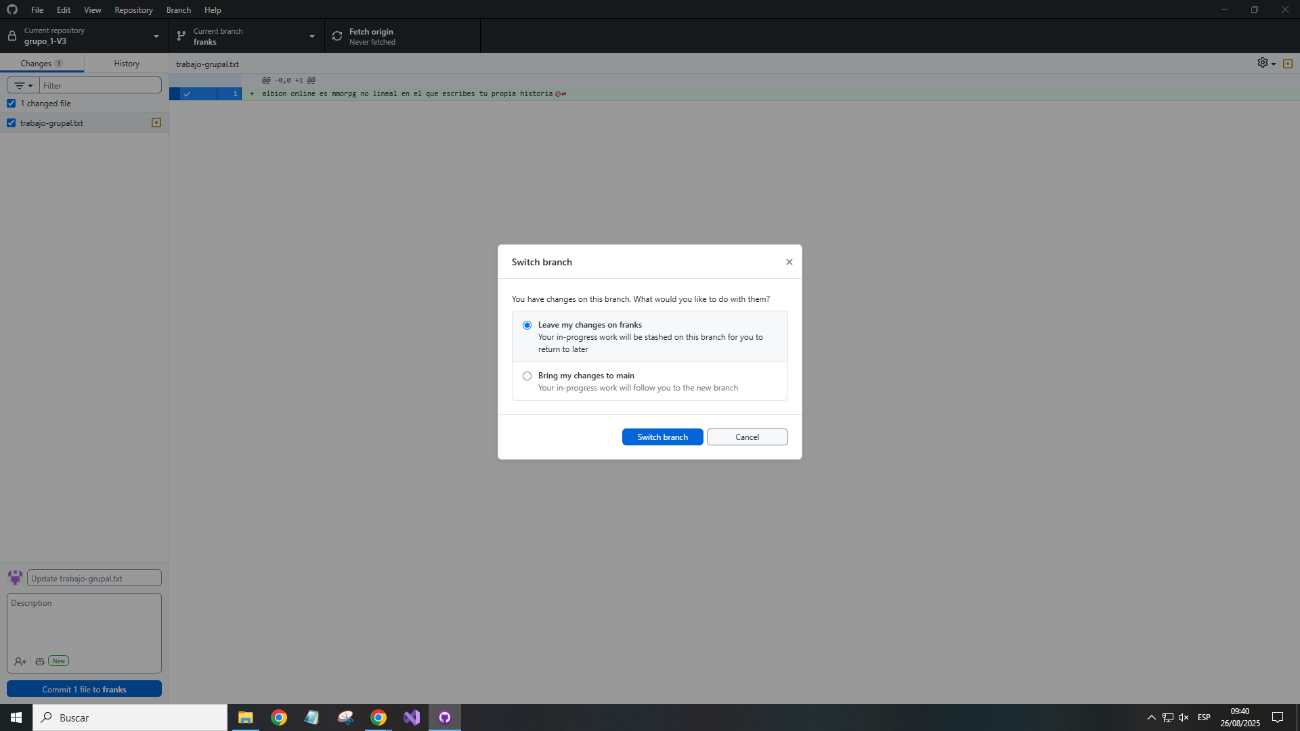 File Edit View Repository Branch Help
Current repository
grupo_1-V3
Current branch
franks
Fetch origin
Never fetched
Changes 1 History
trabajo-grupal.txt
Filter
@@ -0,0 +1 @@
1 + albion online es mmorpg no lineal en el que escribes tu propia historia
1 changed file
trabajo-grupal.txt
Switch branch
You have changes on this branch. What would you like to do with them?
Leave my changes on franks
Your in-progress work will be stashed on this branch for you to
return to later
Bring my changes to main
Your in-progress work will follow you to the new branch
Switch branch Cancel
Update trabajo-grupal.txt
Description
New
Commit 1 file to franks
Buscar
ESP
09:40
26/08/2025